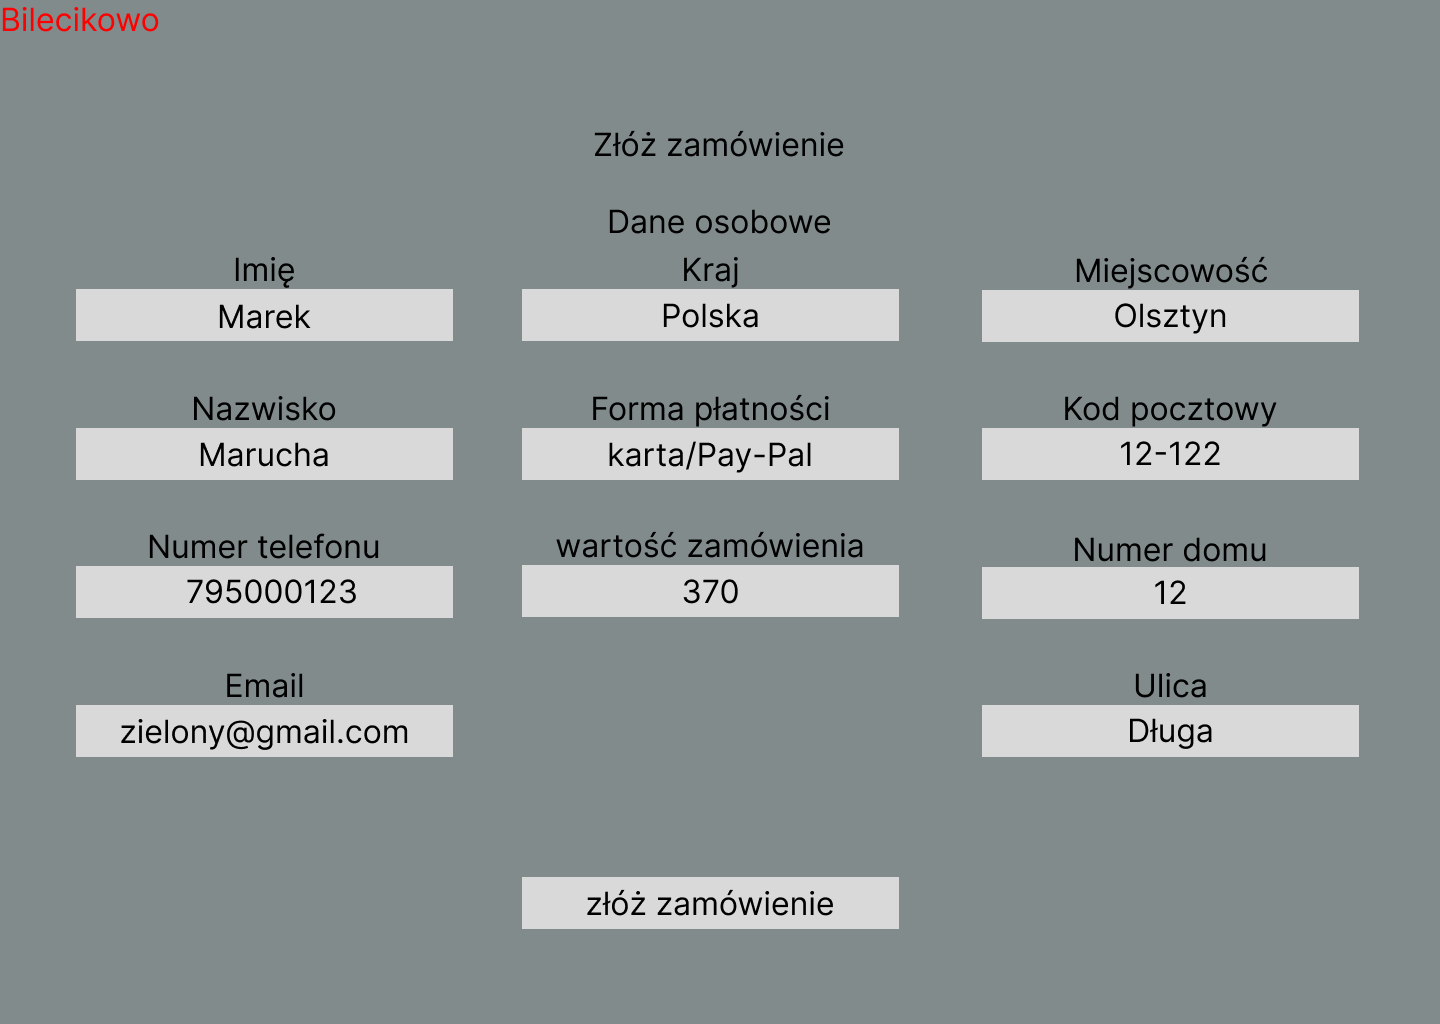 Bilecikowo
Złóż zamówienie
Dane osobowe
Imię
Marek
Kraj
Polska
Miejscowość
Olsztyn
Nazwisko
Marucha
Forma płatności
karta/Pay-Pal
Kod pocztowy
12-122
Numer telefonu
795000123
wartość zamówienia
370
Numer domu
12
Email
zielony@gmail.com
Ulica
Długa
złóż zamówienie